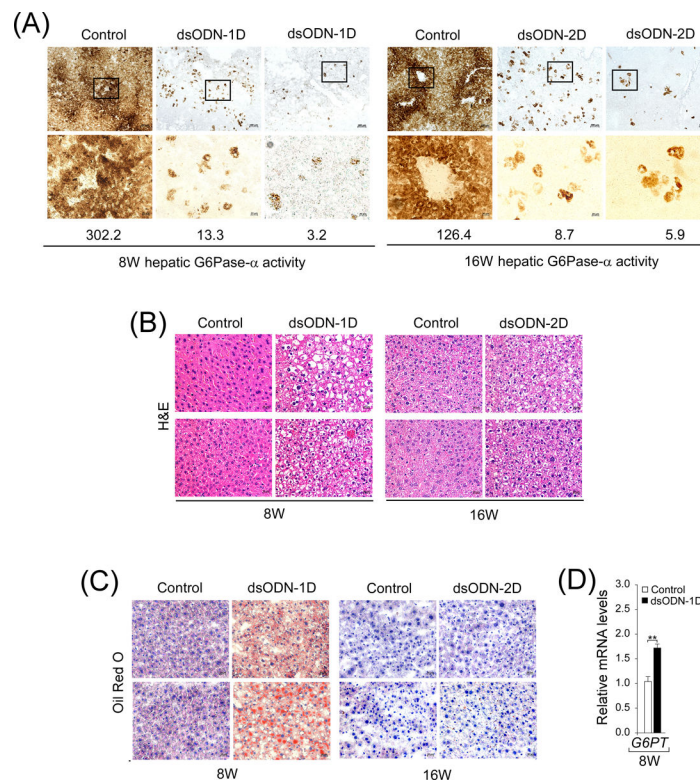 (A)
Control dsODN-1D dsODN-1D Control dsODN-2D dsODN-2D
302.2 13.3 3.2 126.4 8.7 5.9
8W hepatic G6Pase-α activity 16W hepatic G6Pase-α activity
(B)
Control dsODN-1D Control dsODN-2D
H&E
8W 16W
(C)
Control dsODN-1D Control dsODN-2D
Oil Red O
8W 16W
(D)
Control
dsODN-1D
Relative mRNA levels
3.0
2.5
2.0
1.5
1.0
0.5
0.0
**
G6PT
8W